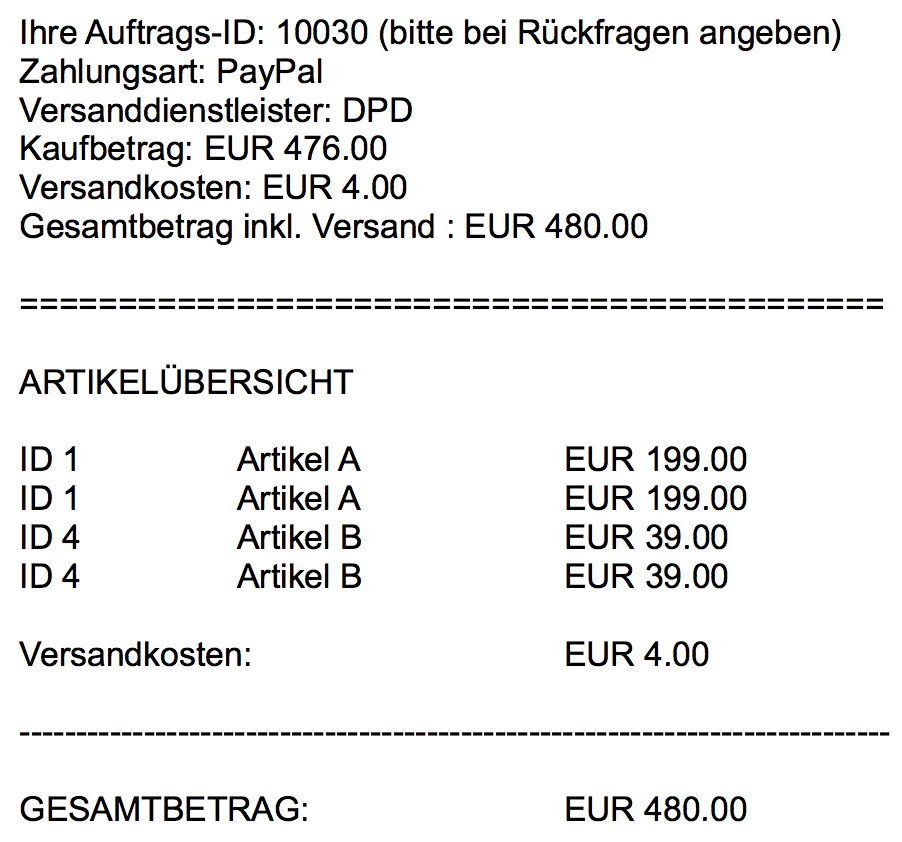 Ihre Auftrags-ID: 10030 (bitte bei Rückfragen angeben)
Zahlungsart: PayPal
Versanddienstleister: DPD
Kaufbetrag: EUR 476.00
Versandkosten: EUR 4.00
Gesamtbetrag inkl. Versand : EUR 480.00
============================================
ARTIKELÜBERSICHT
ID 1 Artikel A EUR 199.00
ID 1 Artikel A EUR 199.00
ID 4 Artikel B EUR 39.00
ID 4 Artikel B EUR 39.00
Versandkosten: EUR 4.00
----------------------------------------------------------------------------
GESAMTBETRAG: EUR 480.00